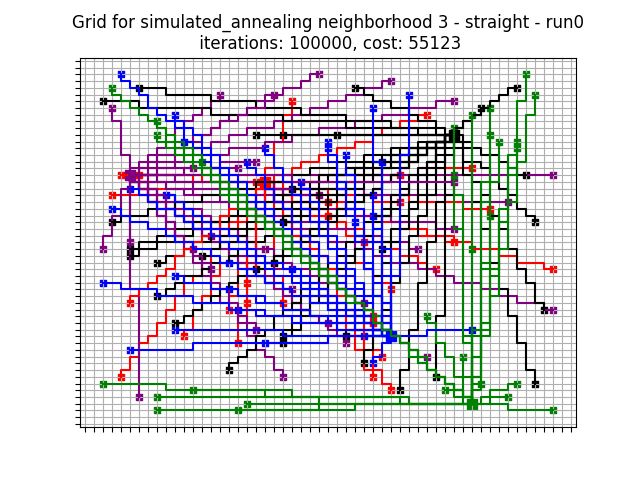 Grid for simulated_annealing neighborhood 3 - straight - run0
iterations: 100000, cost: 55123